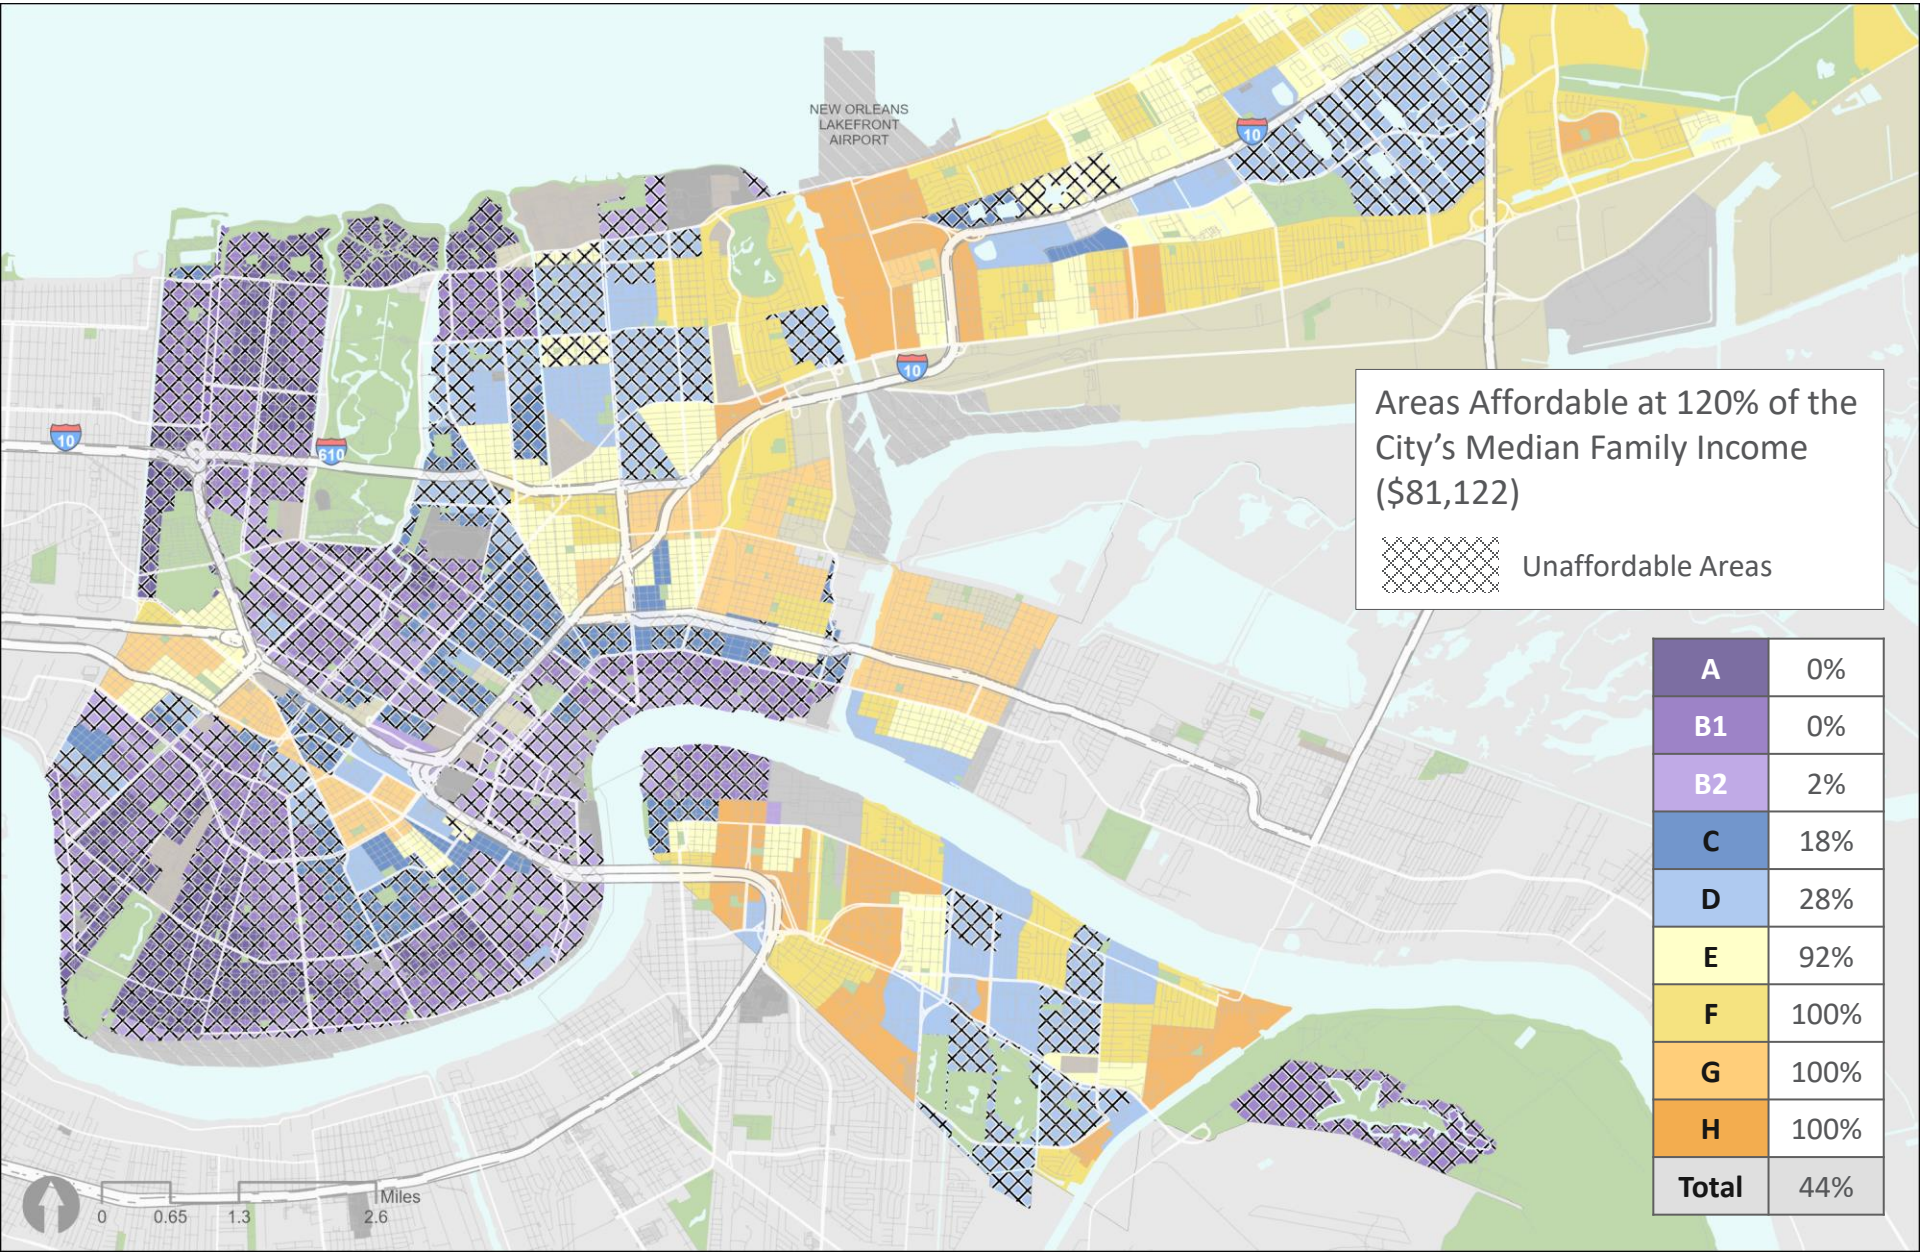 NEW ORLEANS
LAKEFRONT
AIRPORT
10
10
10
610
Areas Affordable at 120% of the
City's Median Family Income
($81,122)
Unaffordable Areas
A 0%
B1 0%
B2 2%
C 18%
D 28%
E 92%
F 100%
G 100%
H 100%
Total 44%
Miles
0 0.65 1.3 2.6